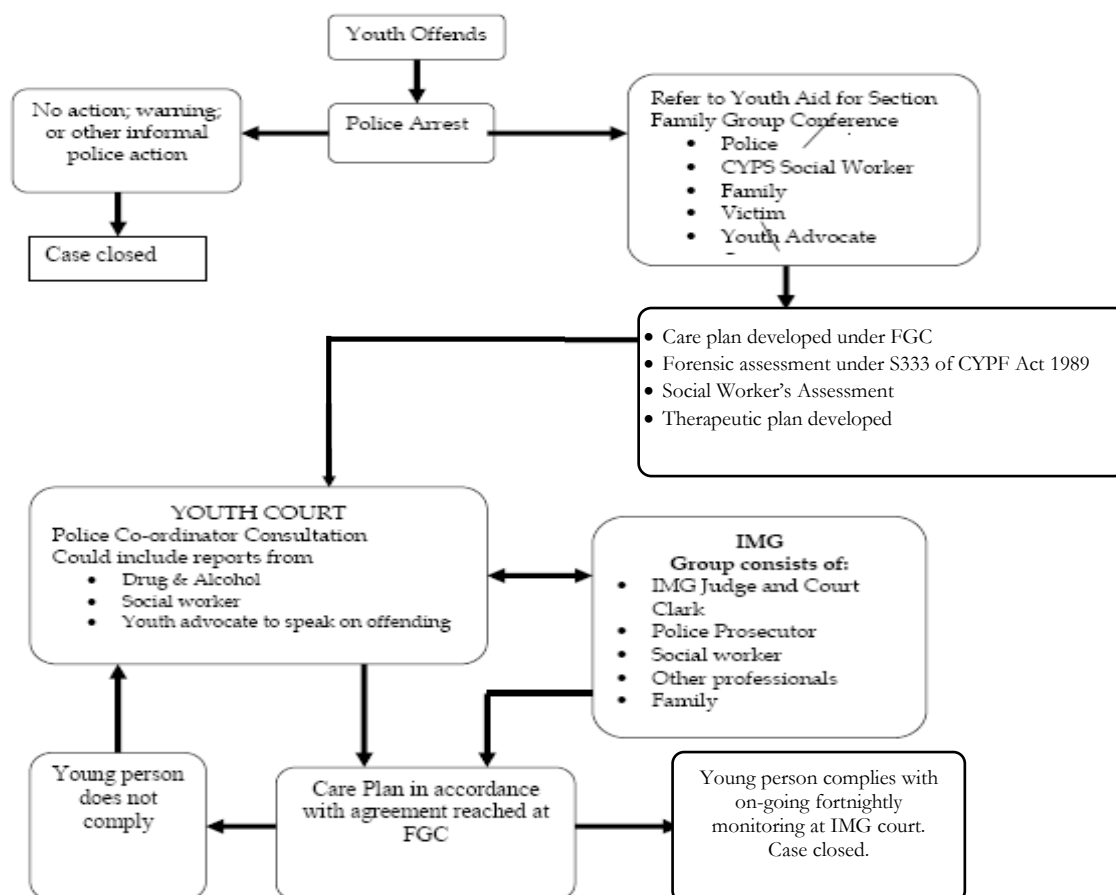 Youth Offends
No action; warning;
or other informal
police action
Police Arrest
Refer to Youth Aid for Section
Family Group Conference
• Police
• CYPS Social Worker
• Family
• Victim
• Youth Advocate
Case closed
• Care plan developed under FGC
• Forensic assessment under S333 of CYPF Act 1989
• Social Worker’s Assessment
• Therapeutic plan developed
YOUTH COURT
Police Co-ordinator Consultation
Could include reports from
• Drug & Alcohol
• Social worker
• Youth advocate to speak on offending
IMG
Group consists of:
• IMG Judge and Court
Clark
• Police Prosecutor
• Social worker
• Other professionals
• Family
Young person
does not
comply
Care Plan in accordance
with agreement reached at
FGC
Young person complies with
on-going fortnightly
monitoring at IMG court.
Case closed.